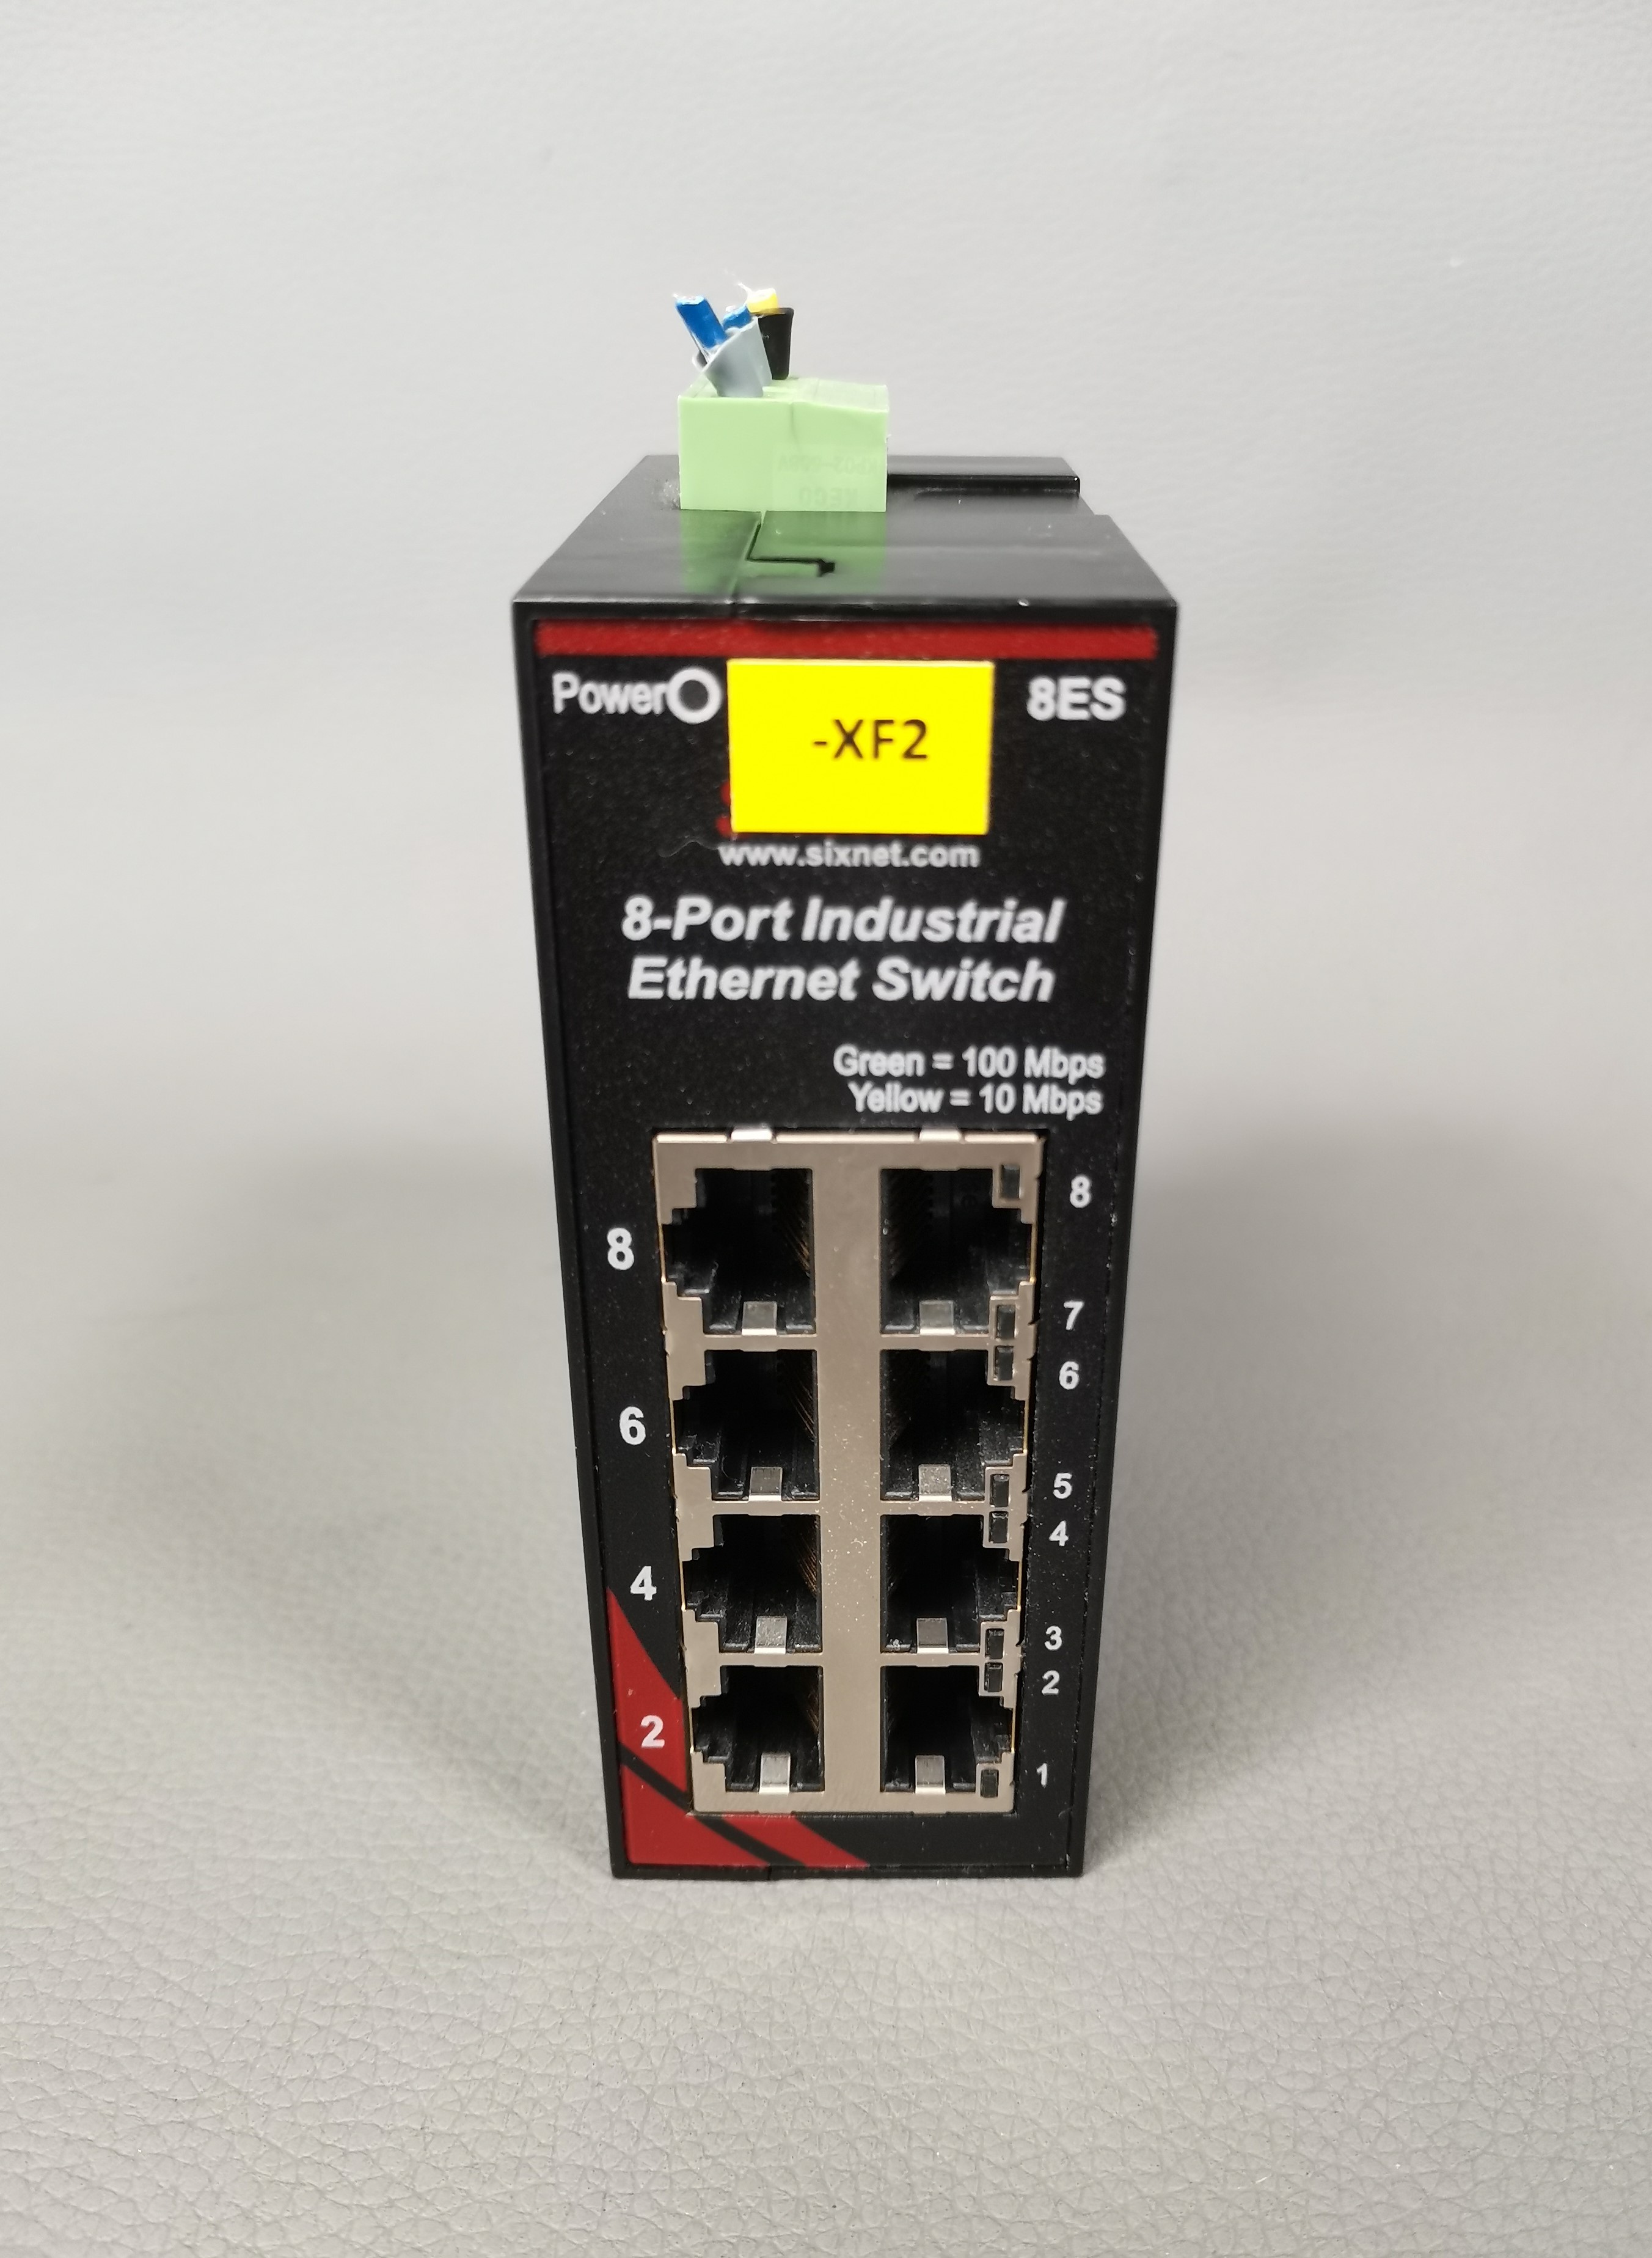 Power
8ES
-XF2
www.sixnet.com
8-Port Industrial
Ethernet Switch
Green = 100 Mbps
Yellow = 10 Mbps
8
8
7
6
6
5
4
4
3
2
2
1